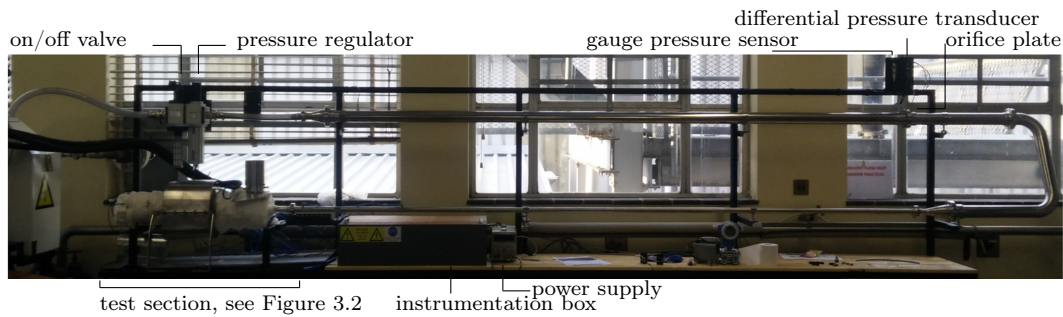 differential pressure transducer
on/off valve
pressure regulator
gauge pressure sensor
orifice plate
power supply
test section, see Figure 3.2
instrumentation box